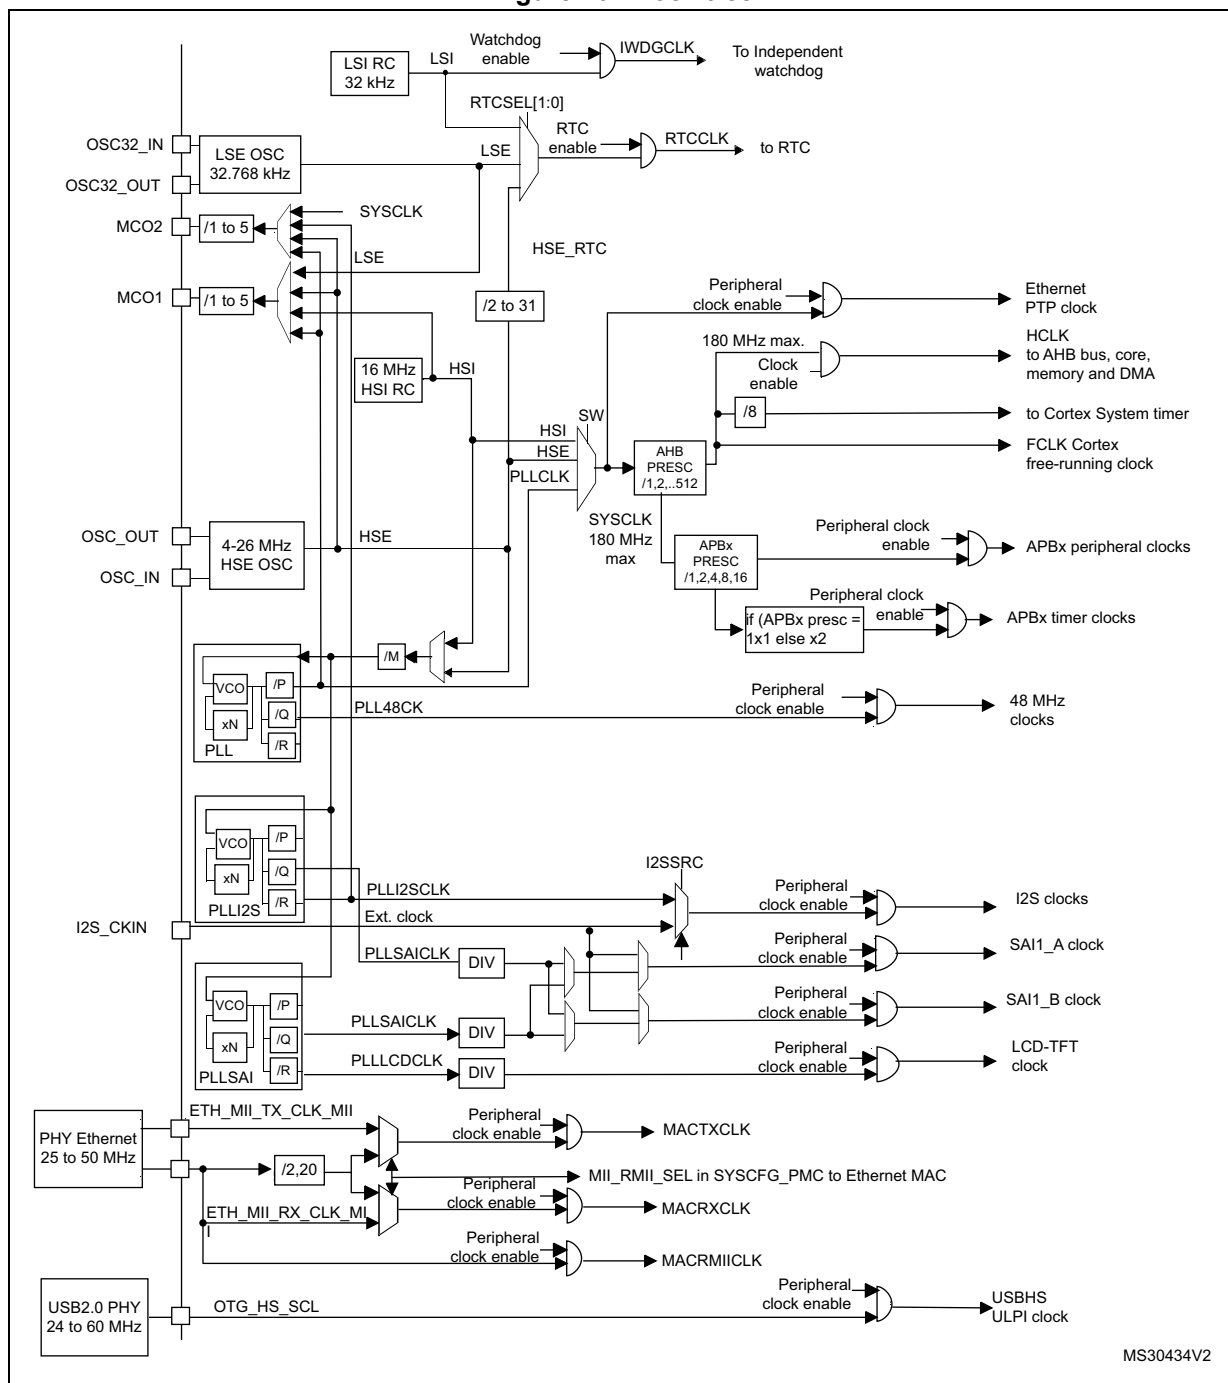 Watchdog
enable
IWDGCLK
To Independent
watchdog
LSI RC
32 kHz
LSI
RTCSEL[1:0]
RTC
enable
RTCCLK
to RTC
OSC32_IN
OSC32_OUT
LSE OSC
32.768 kHz
LSE
MCO2
/1 to 5
SYSCLK
LSE
HSE_RTC
MCO1
/1 to 5
/2 to 31
Peripheral
clock enable
Ethernet
PTP clock
180 MHz max.
Clock
enable
HCLK
to AHB bus, core,
memory and DMA
16 MHz
HSI RC
HSI
/8
to Cortex System timer
SW
HSI
HSE
PLLCLK
AHB
PRESC
/1,2,..512
FCLK Cortex
free-running clock
SYSCLK
180 MHz
max
OSC_OUT
OSC_IN
4-26 MHz
HSE OSC
HSE
APBx
PRESC
/1,2,4,8,16
Peripheral clock
enable
APBx peripheral clocks
if (APBx presc =
1x1 else x2
Peripheral clock
enable
APBx timer clocks
/M
VCO
xN
/P
/Q
/R
PLL
PLL48CK
Peripheral
clock enable
48 MHz
clocks
VCO
xN
/P
/Q
/R
PLLI2S
I2SSRC
PLLI2SCLK
Peripheral
clock enable
I2S clocks
I2S_CKIN
Ext. clock
PLLSAICLK
DIV
Peripheral
clock enable
SAI1_A clock
VCO
xN
/P
/Q
/R
PLLSAI
PLLSAICLK
DIV
Peripheral
clock enable
SAI1_B clock
PLLLCDCLK
DIV
Peripheral
clock enable
LCD-TFT
clock
PHY Ethernet
25 to 50 MHz
ETH_MII_TX_CLK_MII
Peripheral
clock enable
MACTXCLK
/2,20
MII_RMII_SEL in SYSCFG_PMC to Ethernet MAC
ETH_MII_RX_CLK_MI
I
Peripheral
clock enable
MACRXCLK
Peripheral
clock enable
MACRMIICLK
USB2.0 PHY
24 to 60 MHz
OTG_HS_SCL
Peripheral
clock enable
USBHS
ULPI clock
MS30434V2